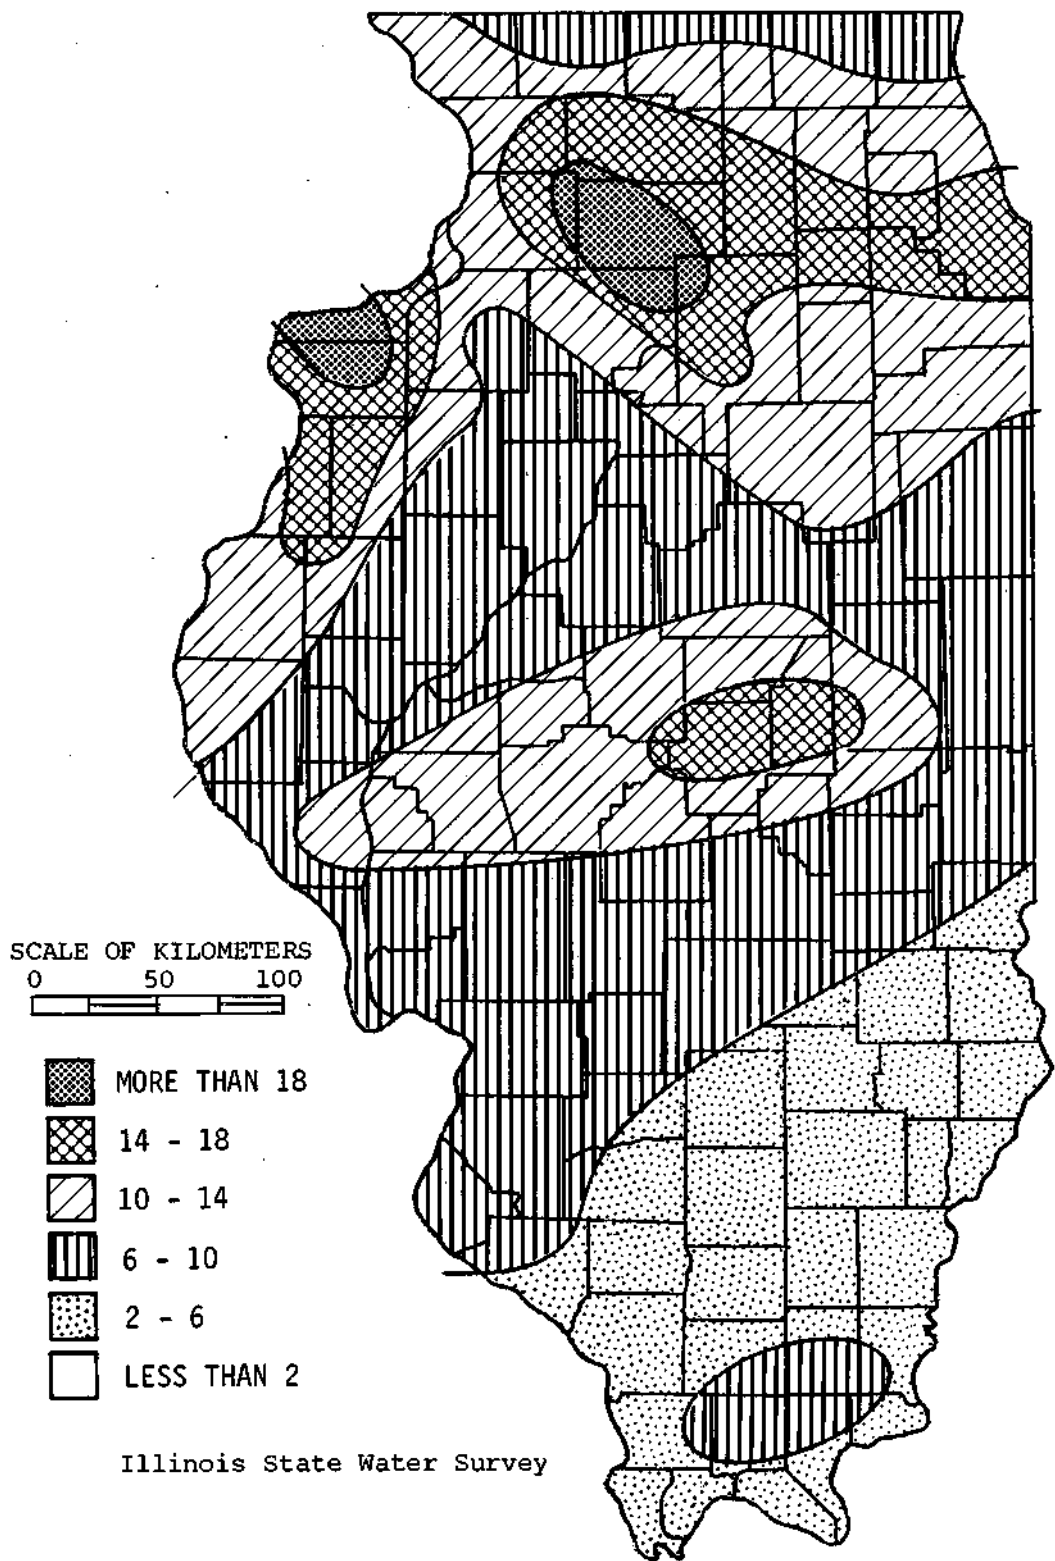 SCALE OF KILOMETERS
0 50 100
MORE THAN 18
14 - 18
10 - 14
6 - 10
2 - 6
LESS THAN 2
Illinois State Water Survey